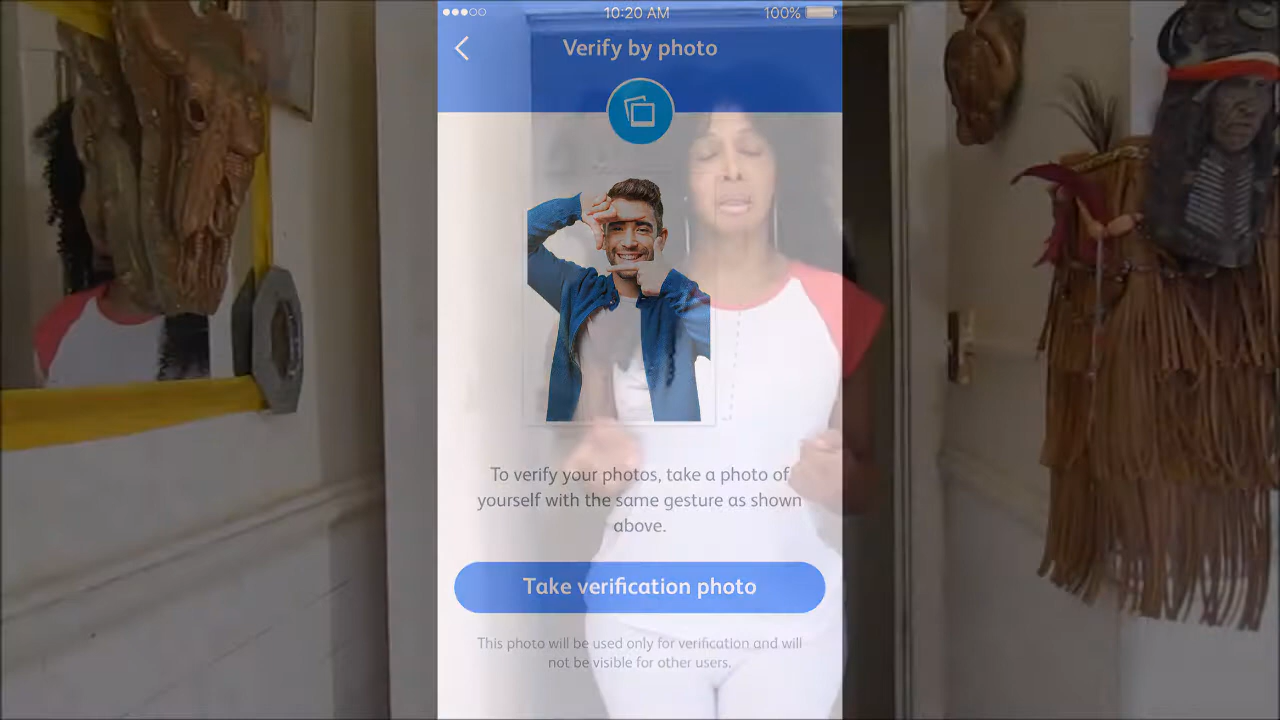 10:20 AM
100%
Verify by photo
To verify your photos, take a photo of
yourself with the same gesture as shown
above.
Take verification photo
This photo will be used only for verification and will
not be visible for other users.